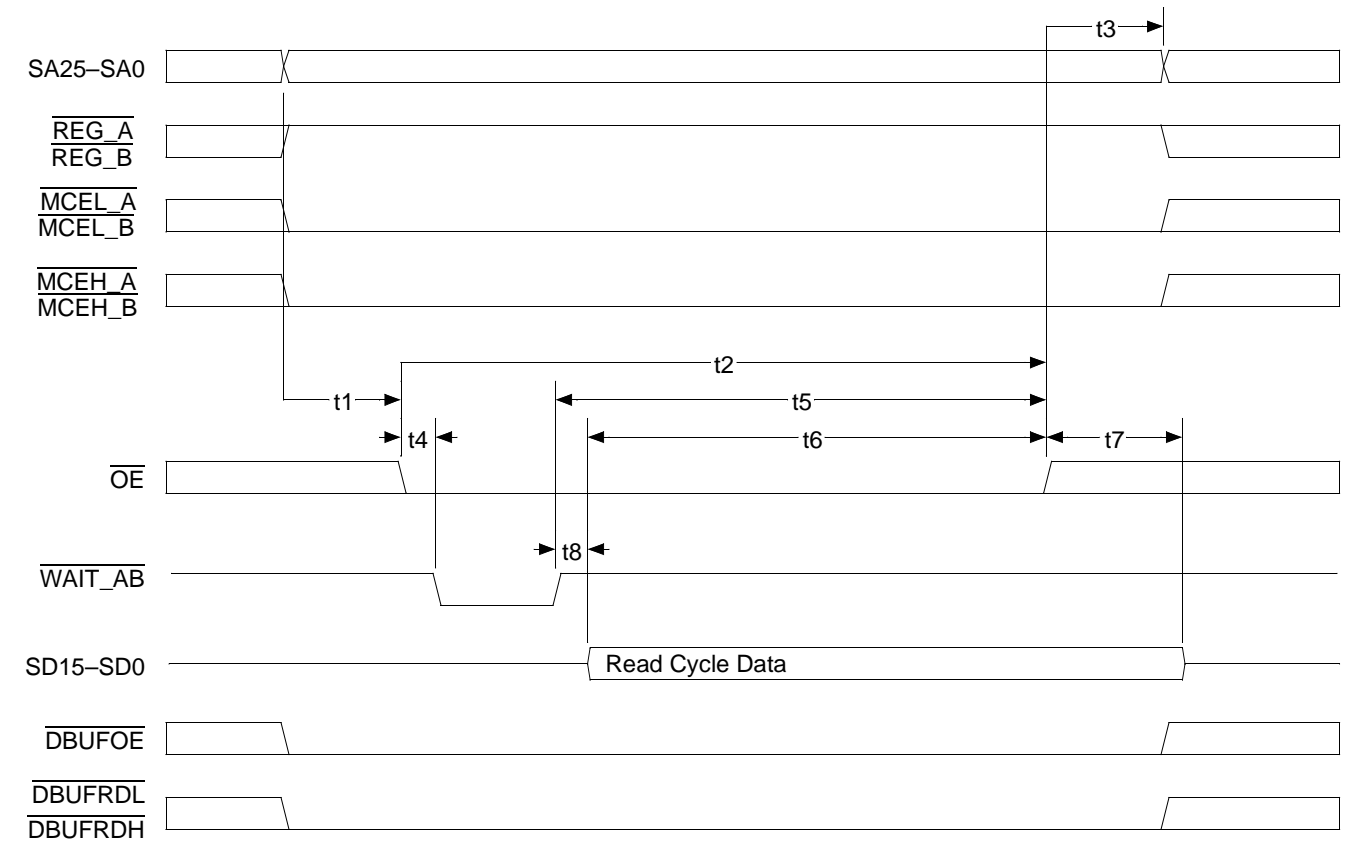 t3
SA25–SA0
REG_A
REG_B
MCEL_A
MCEL_B
MCEH_A
MCEH_B
t2
t1
t5
t4
t6
t7
OE
t8
WAIT_AB
SD15–SD0
Read Cycle Data
DBUFOE
DBUFRDL
DBUFRDH